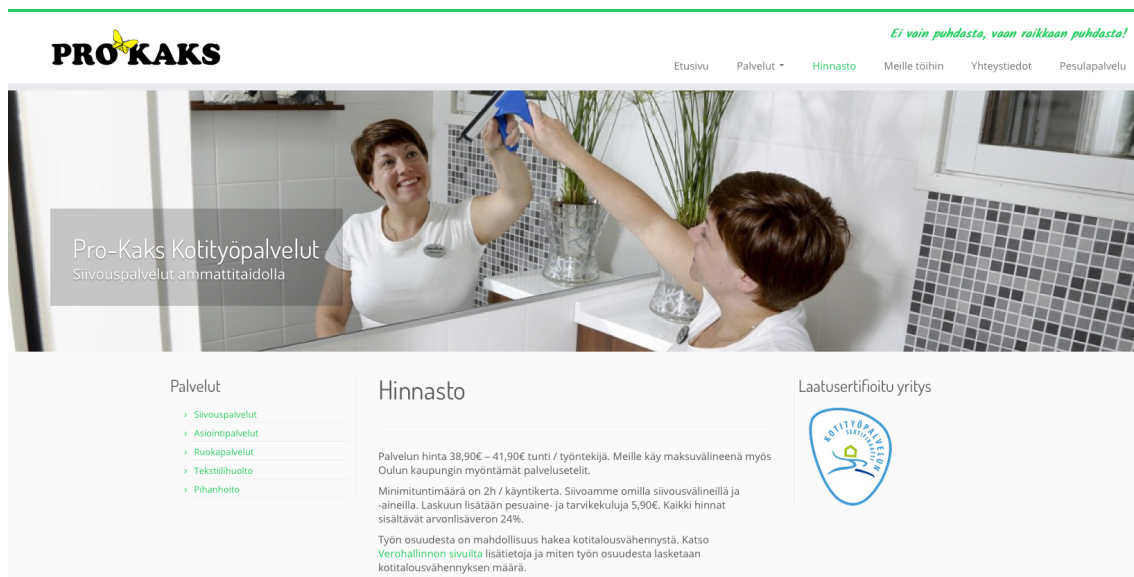 Ei vain puhdasta, vaan raikkaan puhdasta!
PRO KAKS
Etusivu Palvelut Hinnasto Meille töihin Yhteystiedot Pesulapalvelu
Pro-Kaks Kotityöpalvelut
Siivouspalvelut ammattitaidolla
Palvelut
› Siivouspalvelut
› Asiointipalvelut
› Ruokapalvelut
› Tekstiilihuolto
› Pihanhoito
Hinnasto
Palvelun hinta 38,90€ – 41,90€ tunti / työntekijä. Meille käy maksuvälineenä myös
Oulun kaupungin myöntämät palvelusetelit.
Minimituntimäärä on 2h / käyntikerta. Siivoamme omilla siivousvälineillä ja
-aineilla. Laskuun lisätään pesuaine- ja tarvikekuluja 5,90€. Kaikki hinnat
sisältävät arvonlisäveron 24%.
Työn osuudesta on mahdollisuus hakea kotitalousvähennystä. Katso
Verohallinnon sivuilta lisätietoja ja miten työn osuudesta lasketaan
kotitalousvähennyksen määrä.
Laatusertifioitu yritys
KOTITYÖPALVELUN
SERTIFIKAATTI